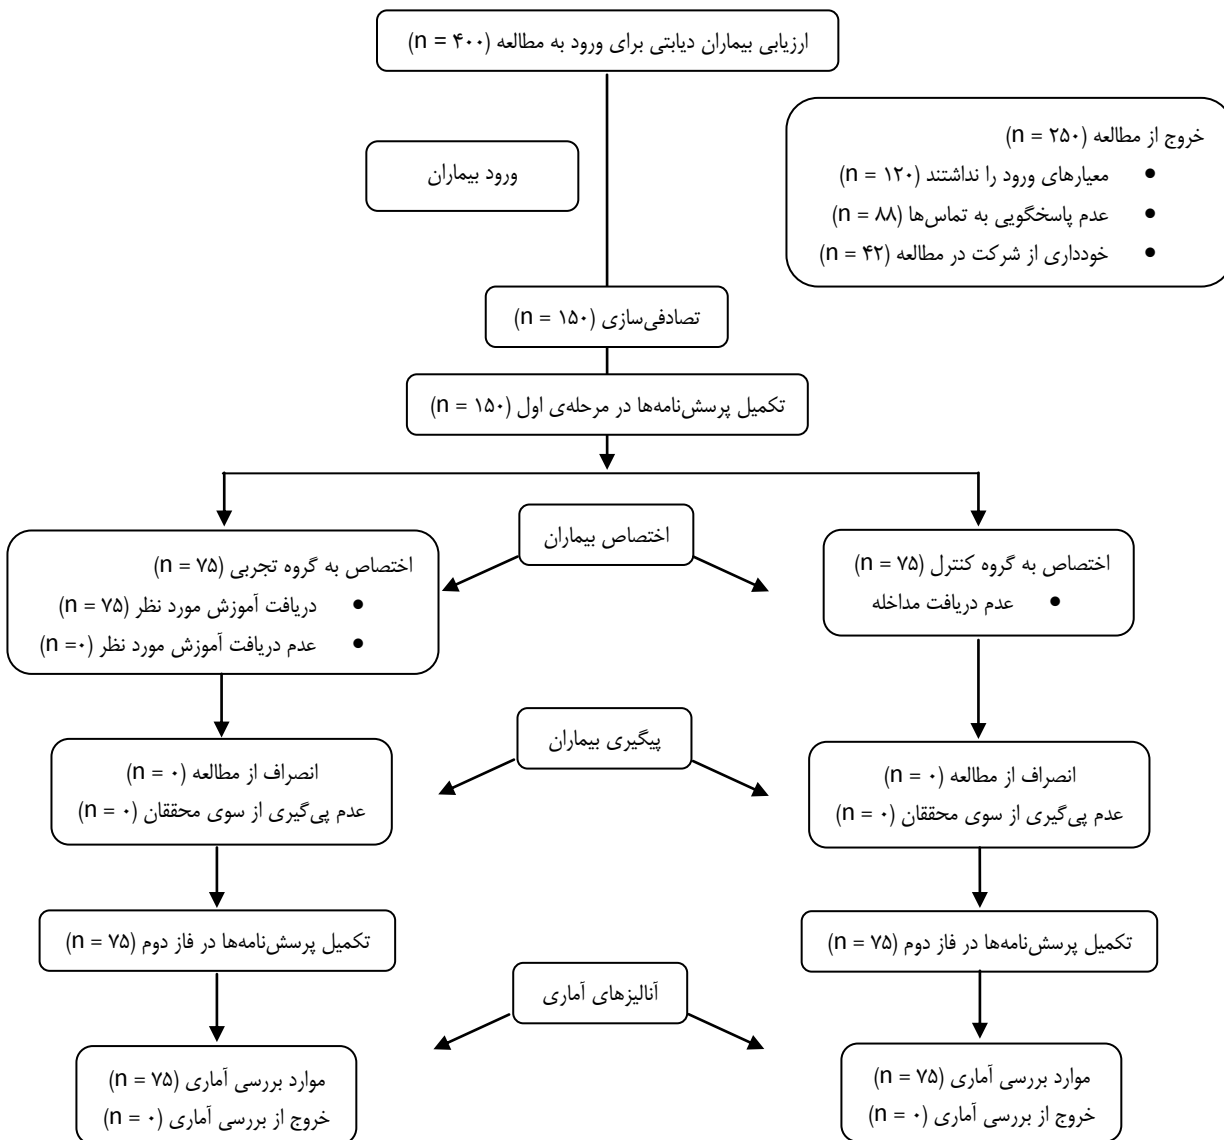 ارزیابی بیماران دیابتی برای ورود به مطالعه (n = ۴۰۰)
خروج از مطالعه (n = ۲۵۰)
• معیارهای ورود را نداشتند (n = ۱۲۰)
• عدم پاسخگویی به تماس‌ها (n = ۸۸)
• خودداری از شرکت در مطالعه (n = ۴۲)
ورود بیماران
تصادفی‌سازی (n = ۱۵۰)
تکمیل پرسش‌نامه‌ها در مرحله‌ی اول (n = ۱۵۰)
اختصاص بیماران
اختصاص به گروه کنترل (n = ۷۵)
• عدم دریافت مداخله
اختصاص به گروه تجربی (n = ۷۵)
• دریافت آموزش مورد نظر (n = ۷۵)
• عدم دریافت آموزش مورد نظر (n =۰)
پیگیری بیماران
انصراف از مطالعه (n = ۰)
عدم پی‌گیری از سوی محققان (n = ۰)
انصراف از مطالعه (n = ۰)
عدم پی‌گیری از سوی محققان (n = ۰)
تکمیل پرسش‌نامه‌ها در فاز دوم (n = ۷۵)
تکمیل پرسش‌نامه‌ها در فاز دوم (n = ۷۵)
آنالیزهای آماری
موارد بررسی آماری (n = ۷۵)
خروج از بررسی آماری (n = ۰)
موارد بررسی آماری (n = ۷۵)
خروج از بررسی آماری (n = ۰)